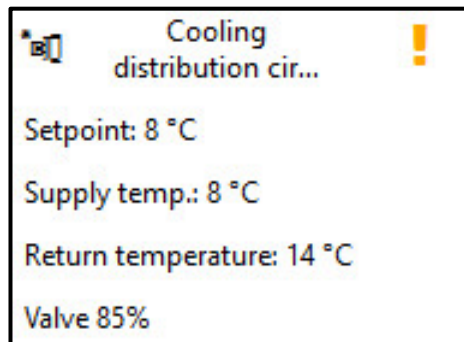 Cooling
distribution cir...
Setpoint: 8 °C
Supply temp.: 8 °C
Return temperature: 14 °C
Valve 85%